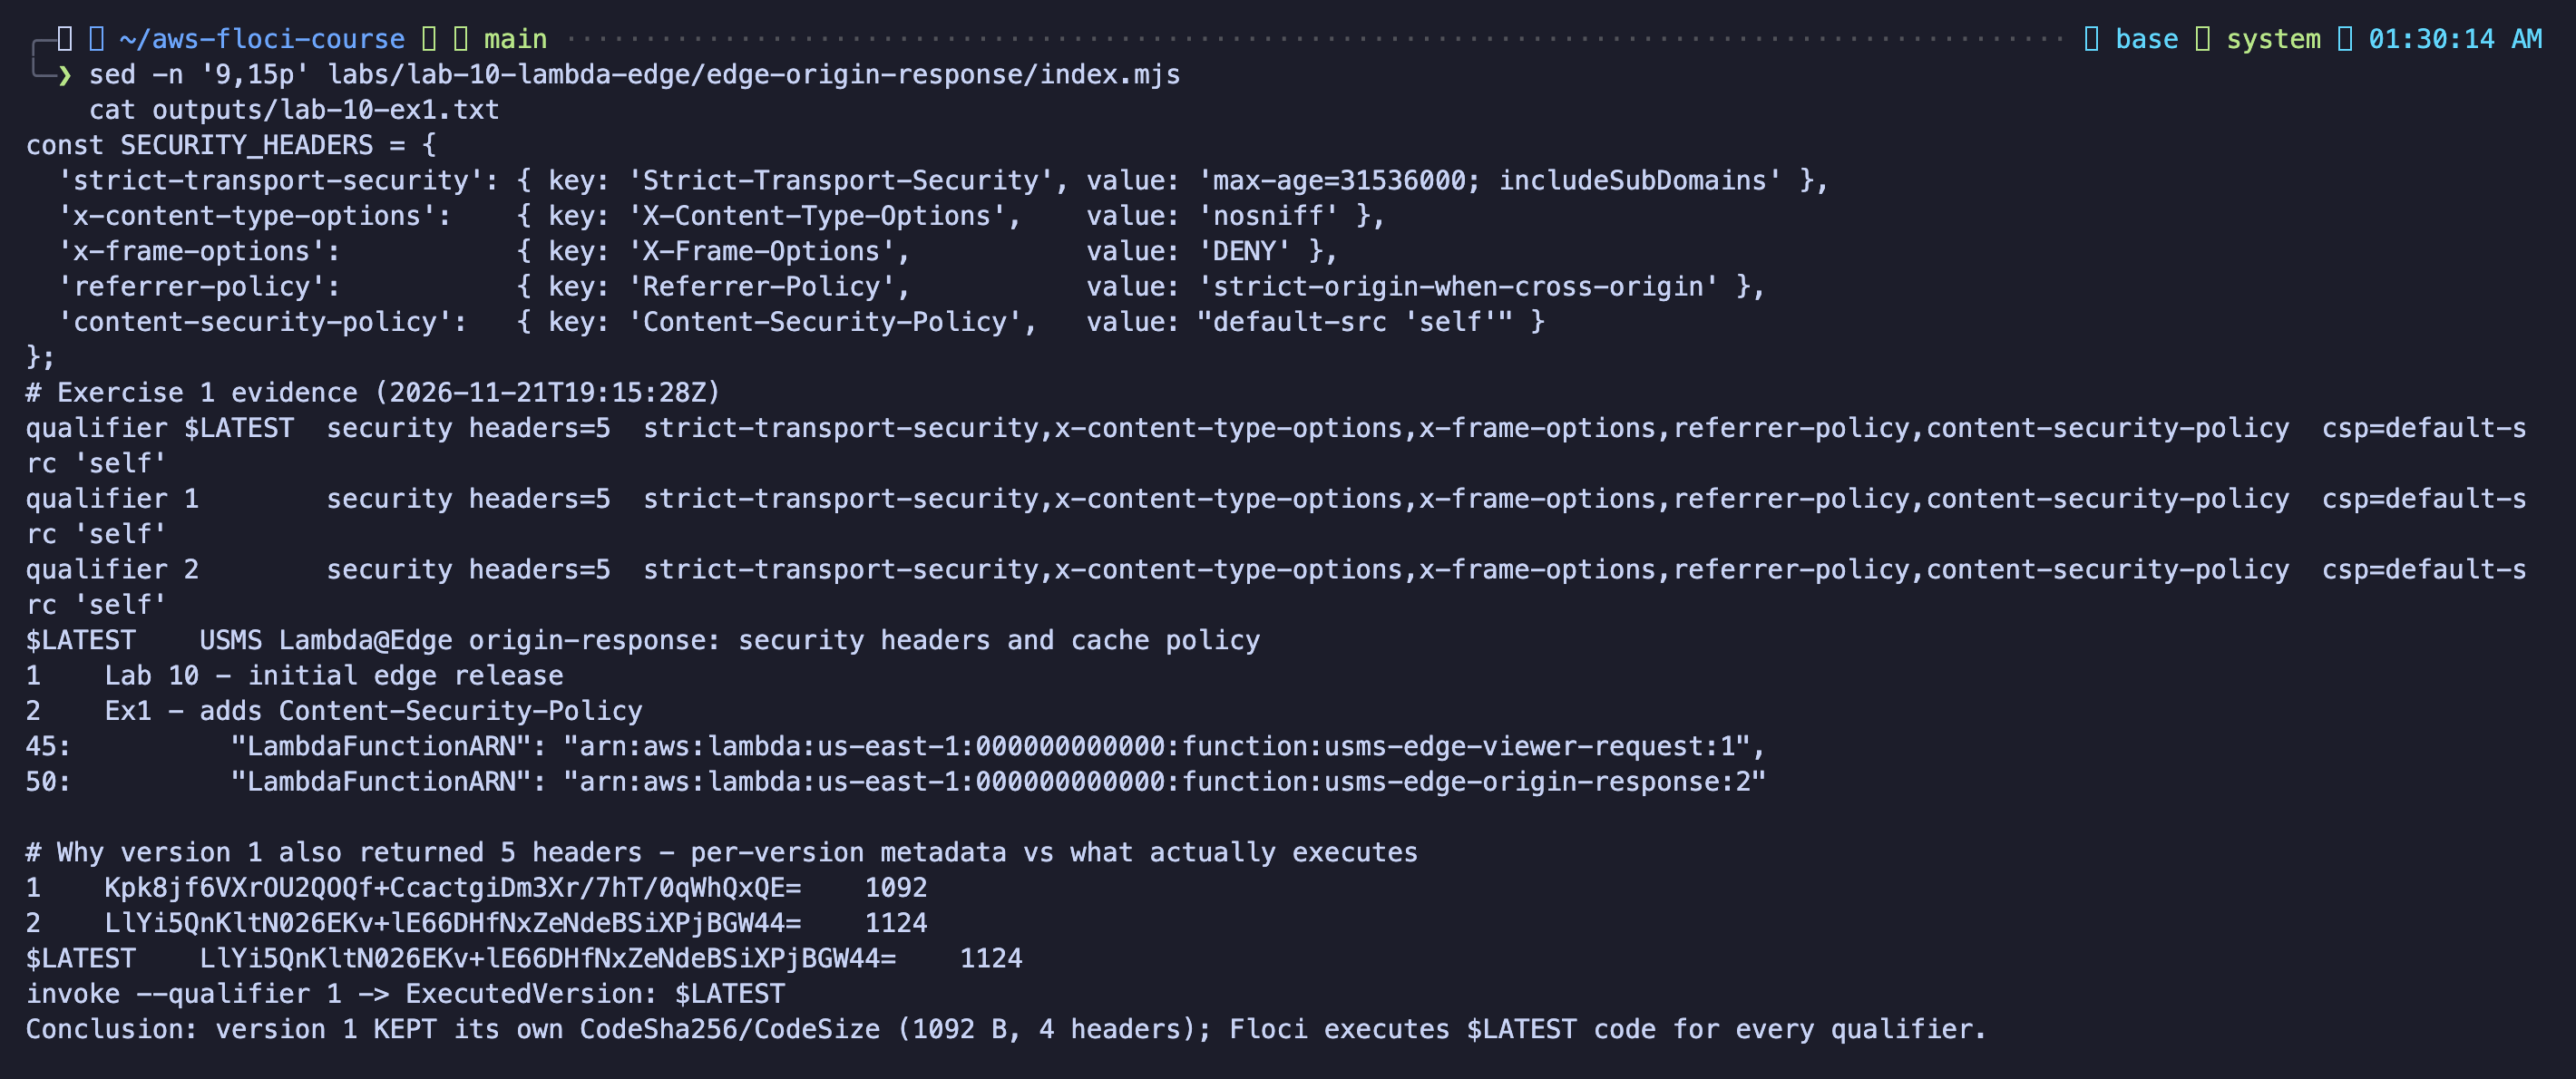 ~/aws-floci-course main base system 01:30:14 AM
❯ sed -n '9,15p' labs/lab-10-lambda-edge/edge-origin-response/index.mjs
    cat outputs/lab-10-ex1.txt
const SECURITY_HEADERS = {
  'strict-transport-security': { key: 'Strict-Transport-Security', value: 'max-age=31536000; includeSubDomains' },
  'x-content-type-options':    { key: 'X-Content-Type-Options',    value: 'nosniff' },
  'x-frame-options':           { key: 'X-Frame-Options',           value: 'DENY' },
  'referrer-policy':           { key: 'Referrer-Policy',           value: 'strict-origin-when-cross-origin' },
  'content-security-policy':   { key: 'Content-Security-Policy',   value: "default-src 'self'" }
};
# Exercise 1 evidence (2026-11-21T19:15:28Z)
qualifier $LATEST  security headers=5  strict-transport-security,x-content-type-options,x-frame-options,referrer-policy,content-security-policy  csp=default-s
rc 'self'
qualifier 1        security headers=5  strict-transport-security,x-content-type-options,x-frame-options,referrer-policy,content-security-policy  csp=default-s
rc 'self'
qualifier 2        security headers=5  strict-transport-security,x-content-type-options,x-frame-options,referrer-policy,content-security-policy  csp=default-s
rc 'self'
$LATEST    USMS Lambda@Edge origin-response: security headers and cache policy
1    Lab 10 - initial edge release
2    Ex1 - adds Content-Security-Policy
45:          "LambdaFunctionARN": "arn:aws:lambda:us-east-1:000000000000:function:usms-edge-viewer-request:1",
50:          "LambdaFunctionARN": "arn:aws:lambda:us-east-1:000000000000:function:usms-edge-origin-response:2"

# Why version 1 also returned 5 headers - per-version metadata vs what actually executes
1    Kpk8jf6VXrOU2QOQf+CcactgiDm3Xr/7hT/0qWhQxQE=    1092
2    LlYi5QnKltN026EKv+lE66DHfNxZeNdeBSiXPjBGW44=    1124
$LATEST    LlYi5QnKltN026EKv+lE66DHfNxZeNdeBSiXPjBGW44=    1124
invoke --qualifier 1 -> ExecutedVersion: $LATEST
Conclusion: version 1 KEPT its own CodeSha256/CodeSize (1092 B, 4 headers); Floci executes $LATEST code for every qualifier.